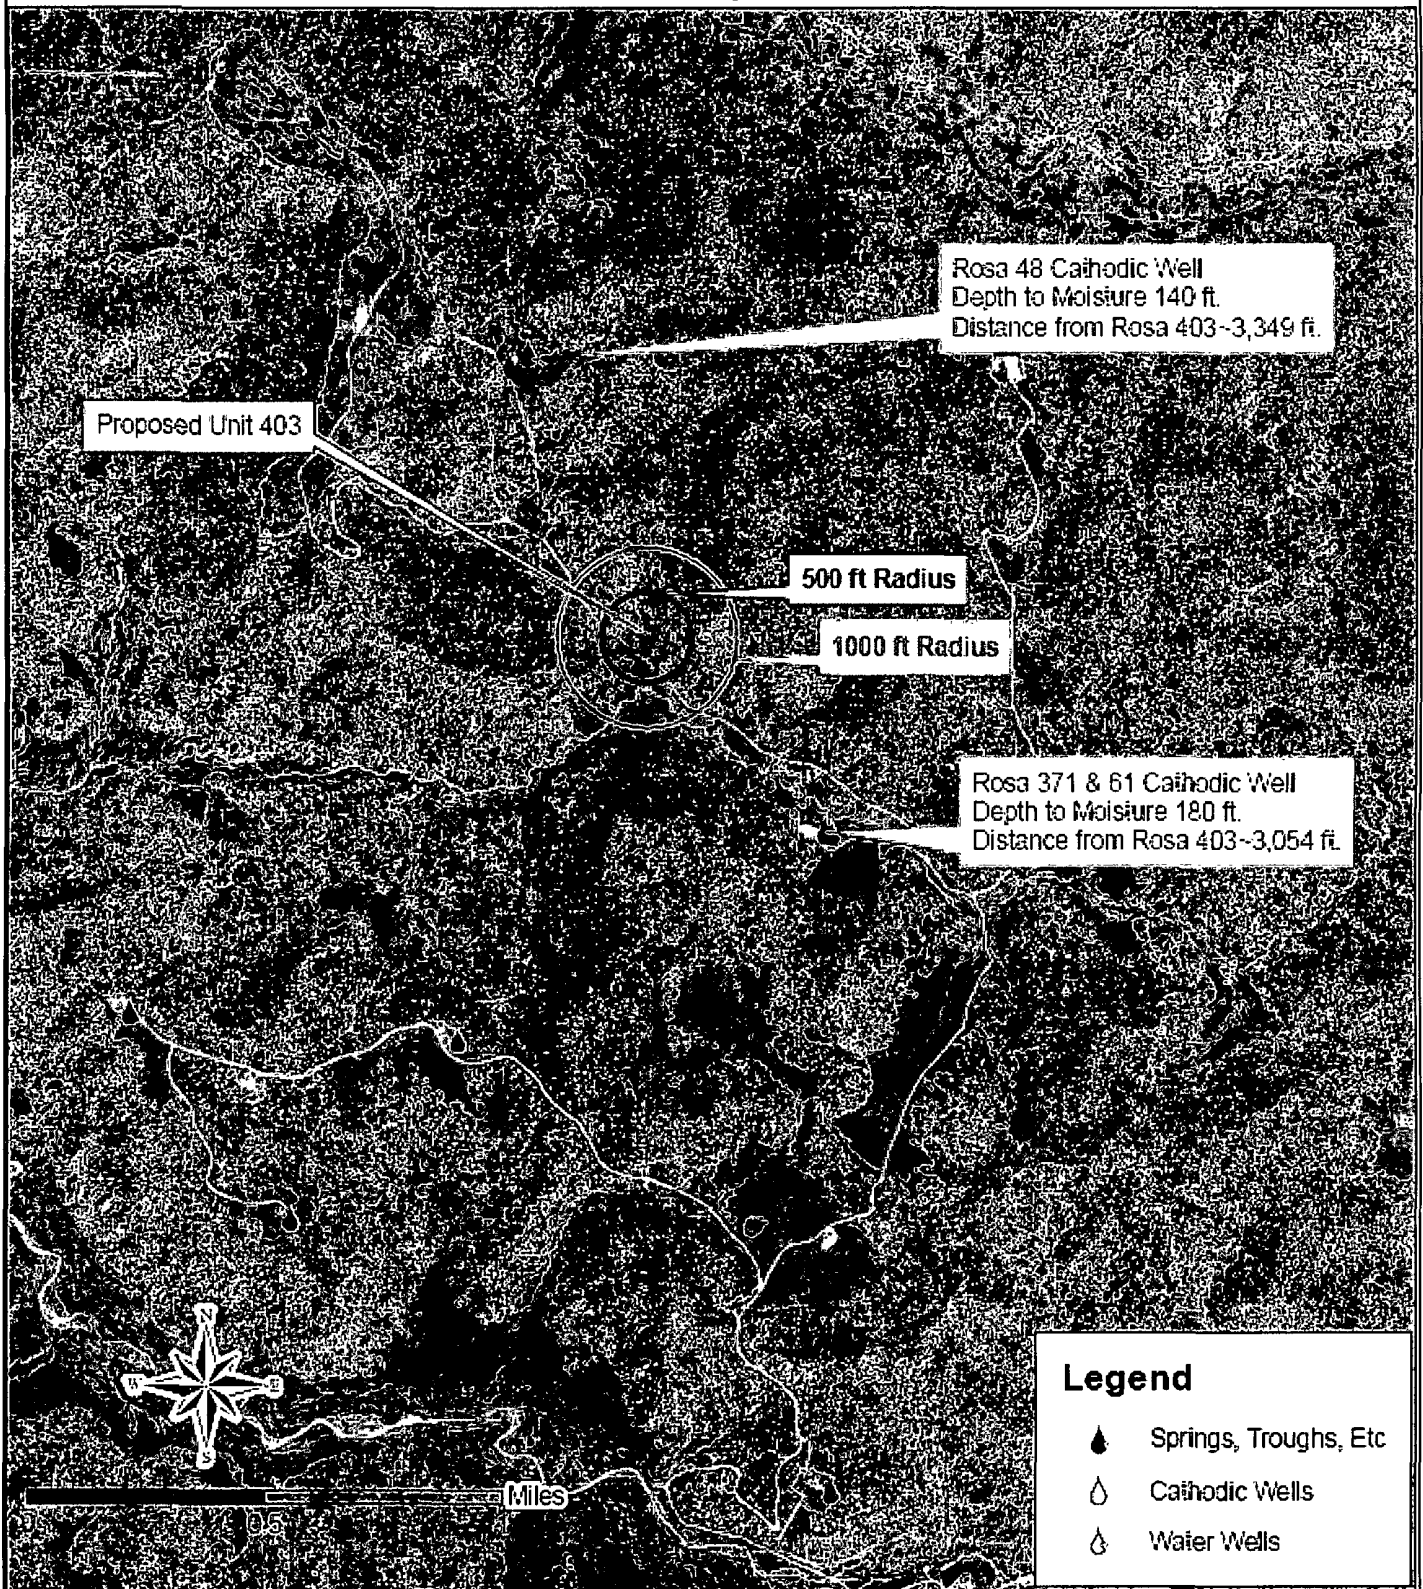 Rosa 48 Cathodic Well
Depth to Moisture 140 ft.
Distance from Rosa 403~3,349 ft.
Proposed Unit 403
500 ft Radius
1000 ft Radius
Rosa 371 & 61 Cathodic Well
Depth to Moisture 180 ft.
Distance from Rosa 403~3,054 ft.
N
W E
S
Miles
0.5
Legend
Springs, Troughs, Etc
Cathodic Wells
Water Wells